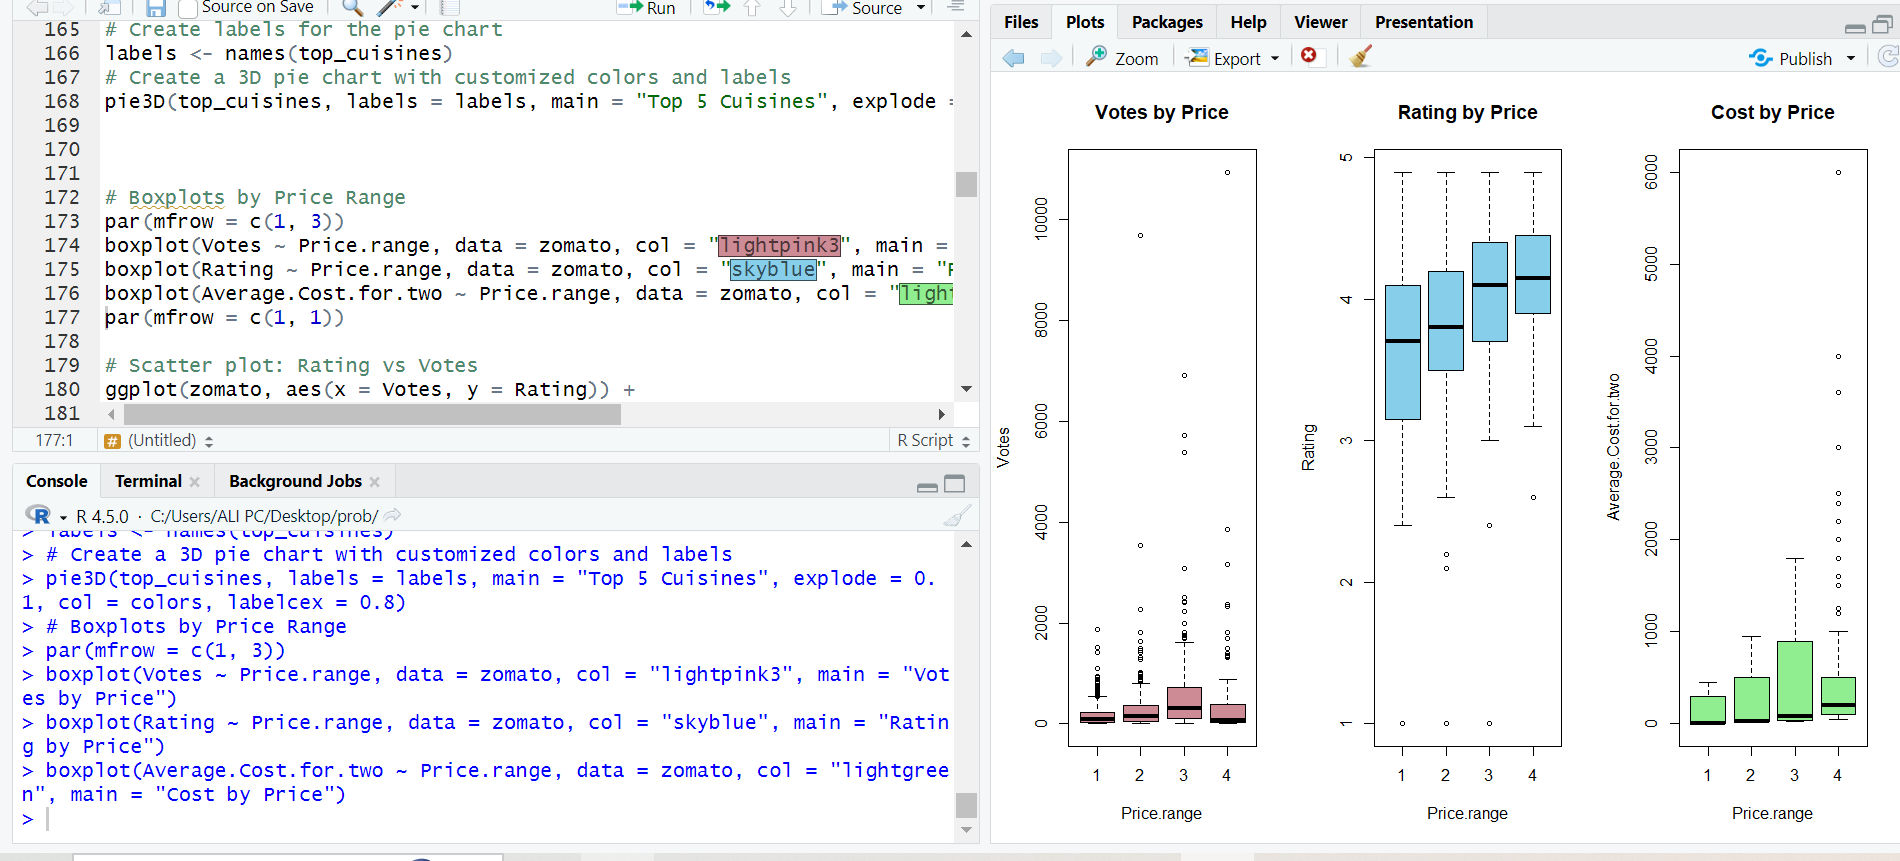 Source on Save
Run
Source
165 # Create labels for the pie chart
166 labels <- names(top_cuisines)
167 # Create a 3D pie chart with customized colors and labels
168 pie3D(top_cuisines, labels = labels, main = "Top 5 Cuisines", explode =
169
170
171
172 # Boxplots by Price Range
173 par(mfrow = c(1, 3))
174 boxplot(Votes ~ Price.range, data = zomato, col = "lightpink3", main =
175 boxplot(Rating ~ Price.range, data = zomato, col = "skyblue", main = "R
176 boxplot(Average.Cost.for.two ~ Price.range, data = zomato, col = "light
177 par(mfrow = c(1, 1))
178
179 # Scatter plot: Rating vs Votes
180 ggplot(zomato, aes(x = Votes, y = Rating)) +
181
177:1 # (Untitled) R Script
Console Terminal Background Jobs
R R 4.5.0 · C:/Users/ALI PC/Desktop/prob/
> labels <- names(top_cuisines)
> # Create a 3D pie chart with customized colors and labels
> pie3D(top_cuisines, labels = labels, main = "Top 5 Cuisines", explode = 0.
1, col = colors, labelcex = 0.8)
> # Boxplots by Price Range
> par(mfrow = c(1, 3))
> boxplot(Votes ~ Price.range, data = zomato, col = "lightpink3", main = "Vot
es by Price")
> boxplot(Rating ~ Price.range, data = zomato, col = "skyblue", main = "Ratin
g by Price")
> boxplot(Average.Cost.for.two ~ Price.range, data = zomato, col = "lightgree
n", main = "Cost by Price")
>
Files Plots Packages Help Viewer Presentation
Zoom Export Publish
Votes by Price
Votes
10000
8000
6000
4000
2000
0
1 2 3 4
Price.range
Rating by Price
Rating
5
4
3
2
1
1 2 3 4
Price.range
Cost by Price
Average.Cost.for.two
6000
5000
4000
3000
2000
1000
0
1 2 3 4
Price.range